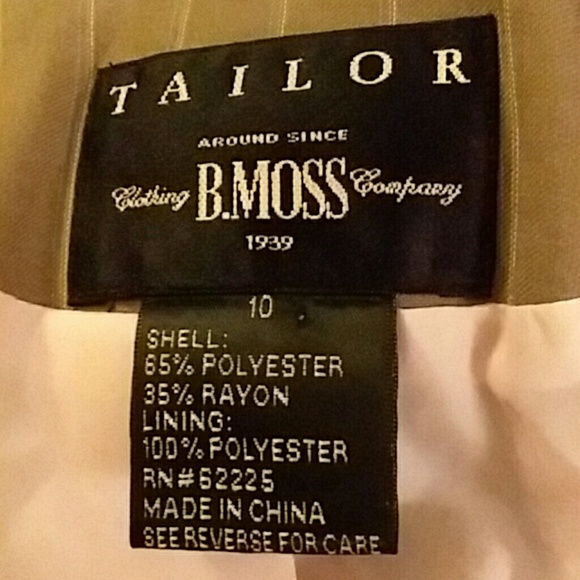 TAILOR
AROUND SINCE
Clothing B.MOSS Company
1939
10
SHELL:
65% POLYESTER
35% RAYON
LINING:
100% POLYESTER
RN#62225
MADE IN CHINA
SEE REVERSE FOR CARE